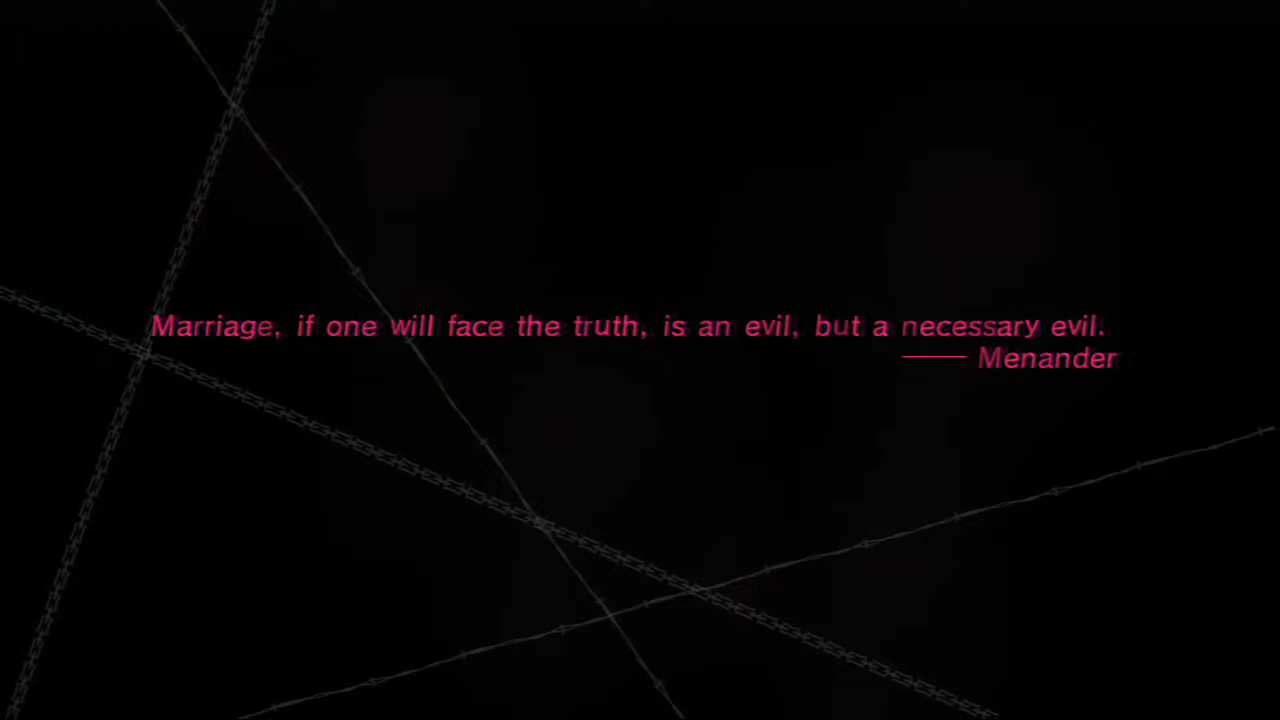 Marriage, if one will face the truth, is an evil, but a necessary evil.
—— Menander